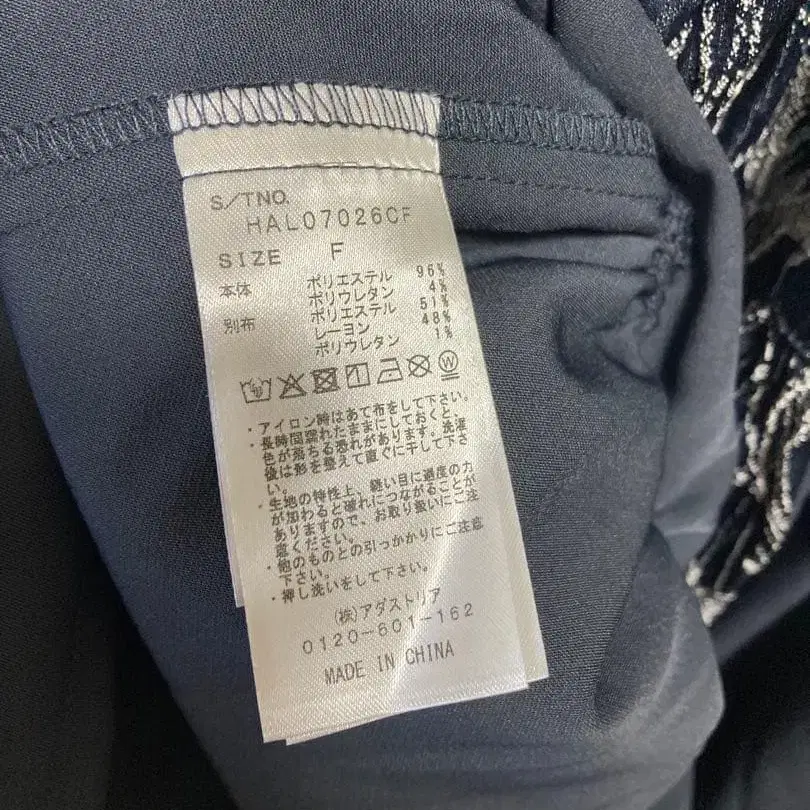 S/TNO.
HAL07026CF
SIZE F
本体 ポリエステル 96%
ポリウレタン 4%
別布 ポリエステル 51%
レーヨン 48%
ポリウレタン 1%
W
・アイロン時はあて布をして下さい。
・長時間濡れたままにしておくと、
色が落ちる恐れがあります。洗濯
後は形を整えて直ぐに干して下さ
い。
・生地の特性上、縫い目に過度の力
が加わると破れにつながることが
ありますので、お取り扱いにご注
意ください。
・他のものとの引っかかりにご注意
下さい。
・押し洗いをして下さい。
(株)アダストリア
0120-601-162
MADE IN CHINA